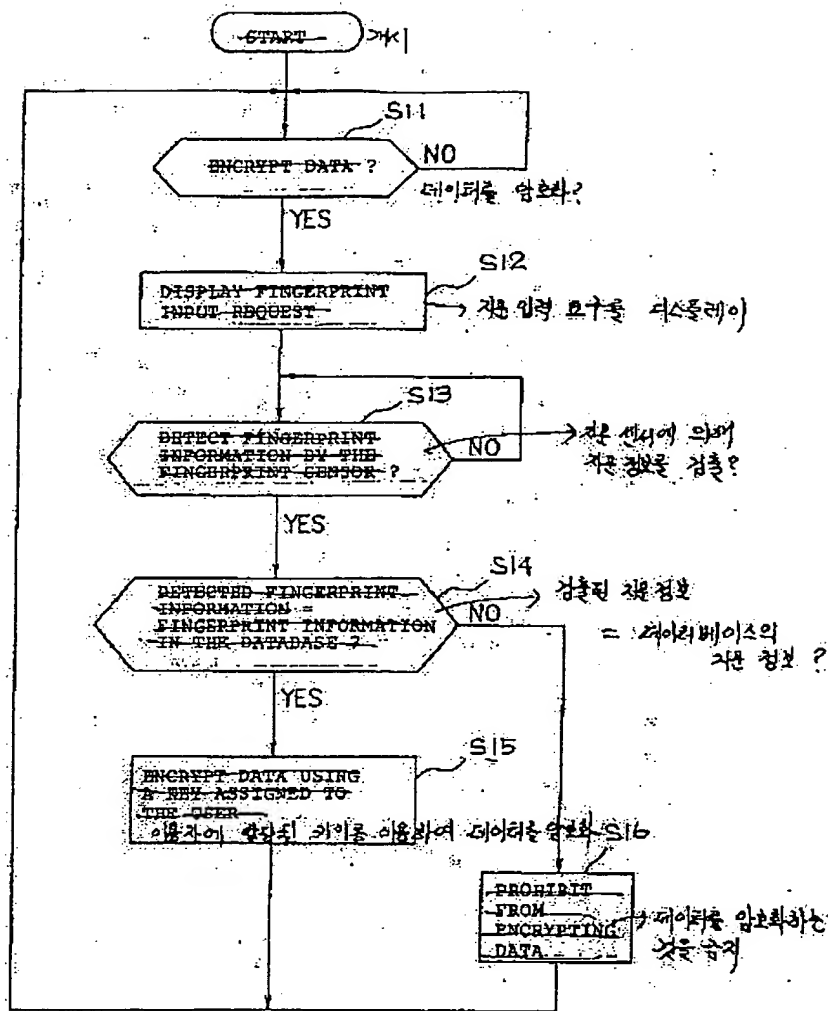 START
개시
S11
ENCRYPT DATA ?
NO
데이터를 암호화?
YES
S12
DISPLAY FINGERPRINT
INPUT REQUEST
지문 입력 요구를 디스플레이
S13
DETECT FINGERPRINT
INFORMATION BY THE
FINGERPRINT SENSOR ?
NO
지문 센서에 의해
지문 정보를 검출?
YES
S14
DETECTED FINGERPRINT
INFORMATION =
FINGERPRINT INFORMATION
IN THE DATADASE ?
NO
검출된 지문 정보
= 데이터베이스의
지문 정보 ?
YES
S15
ENCRYPT DATA USING
A KEY ASSIGNED TO
THE USER
이용자에 할당된 키이를 이용하여 데이터를 암호화
S16
PROHIBIT
FROM
ENCRYPTING
DATA
데이터를 암호화하는
것을 금지